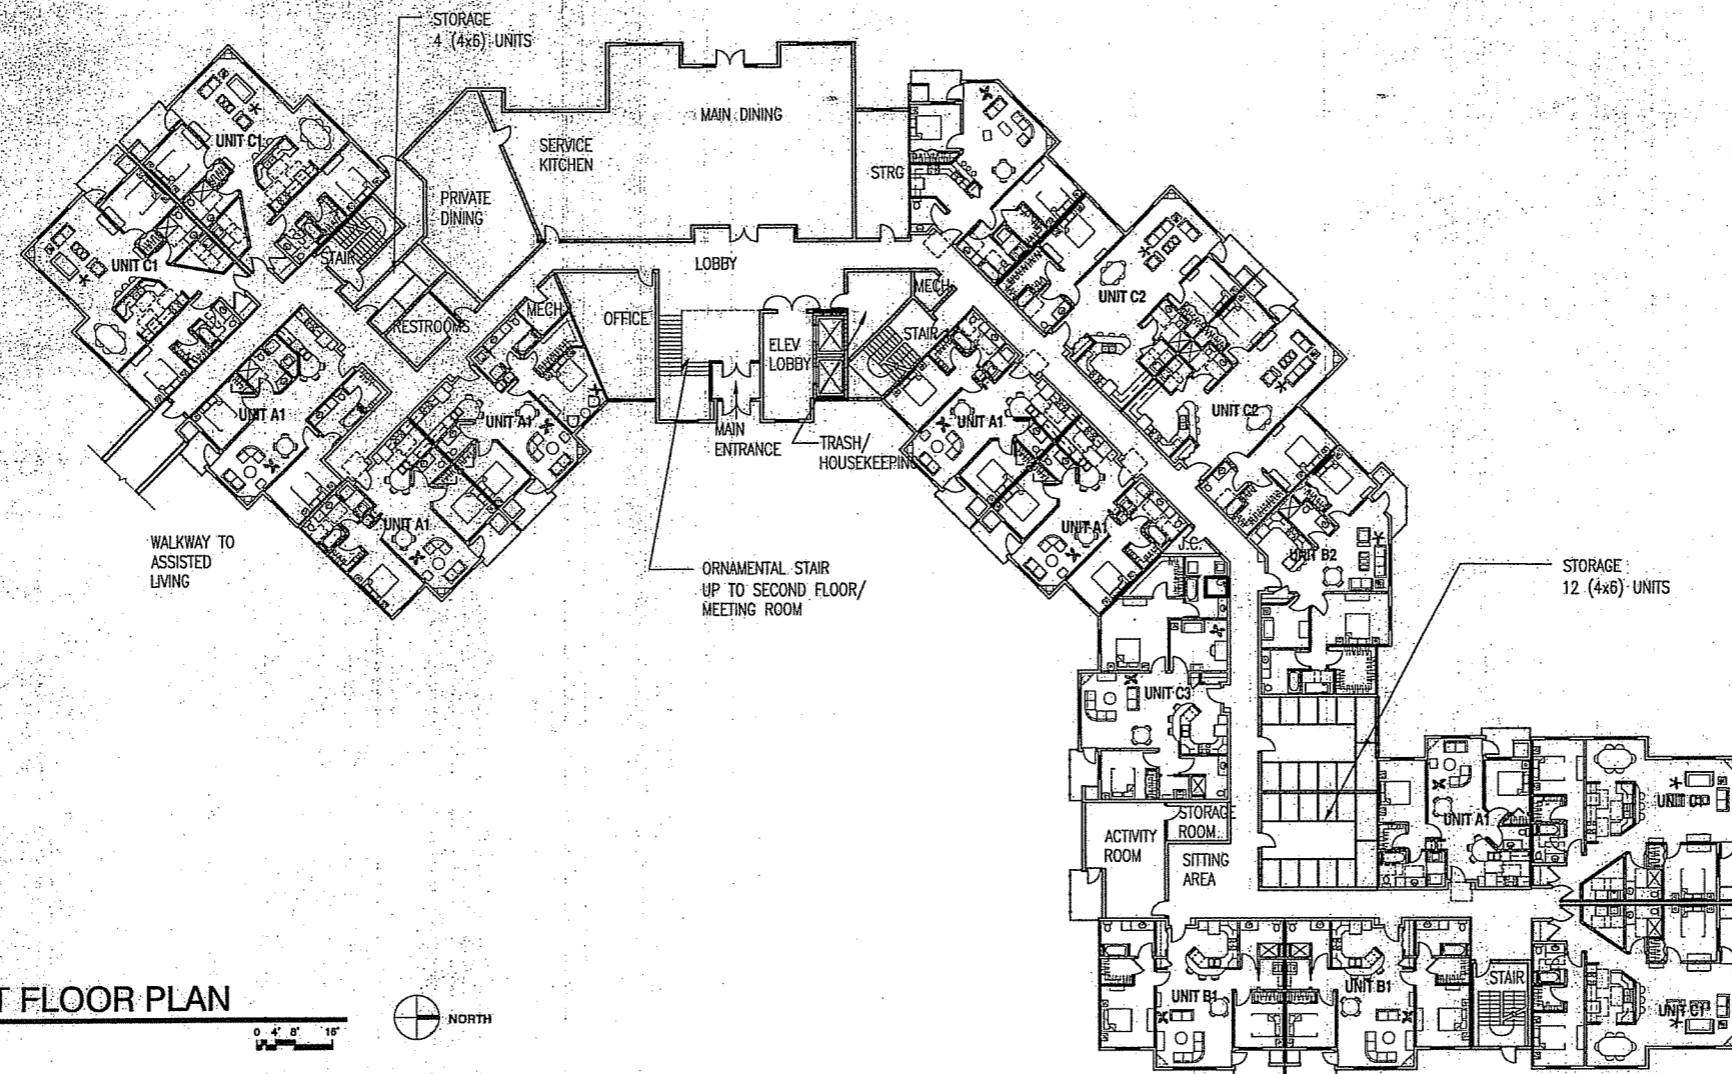 STORAGE
4 (4x6) UNITS
MAIN DINING
SERVICE
KITCHEN
STRG
UNIT C1
PRIVATE
DINING
UNIT C1
STAIR
LOBBY
UNIT C2
MECH
MECH
OFFICE
RESTROOMS
STAIR
ELEV
LOBBY
UNIT C2
UNIT A1
UNIT A1
UNIT A1
MAIN
ENTRANCE
TRASH/
HOUSEKEEPING
UNIT A1
UNIT A1
J.C.
UNIT B2
WALKWAY TO
ASSISTED
LIVING
ORNAMENTAL STAIR
UP TO SECOND FLOOR/
MEETING ROOM
STORAGE
12 (4x6) UNITS
UNIT C3
STORAGE
ROOM
ACTIVITY
ROOM
SITTING
AREA
UNIT A1
UNIT C1
STAIR
UNIT B1
UNIT B1
UNIT C1
T FLOOR PLAN
0 4' 8' 16'
NORTH